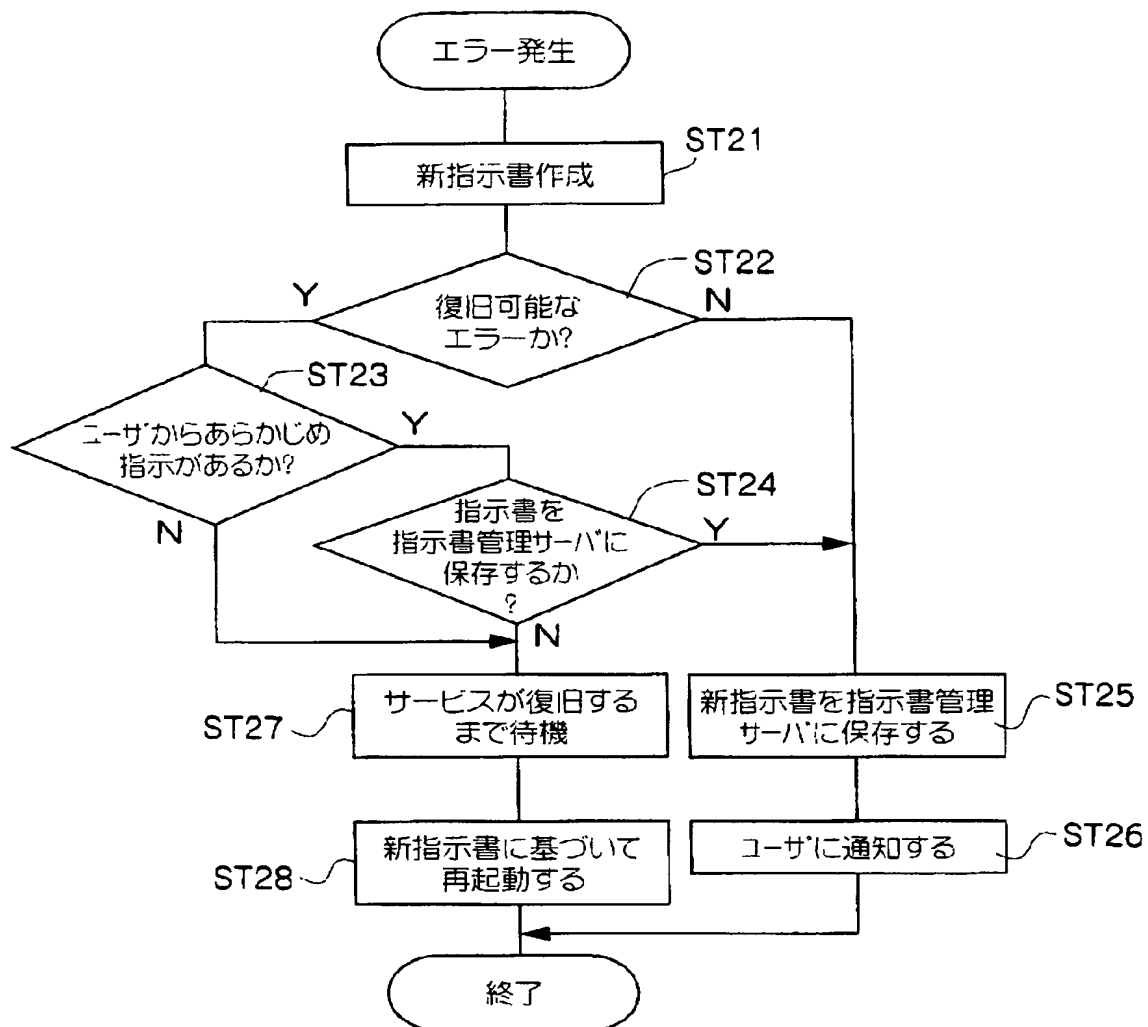 エラー発生
ST21
新指示書作成
ST22
Y
N
復旧可能な
エラーか?
ST23
Y
ユーザからあらかじめ
指示があるか?
N
ST24
Y
指示書を
指示書管理サーバに
保存するか
?
N
サービスが復旧する
まで待機
ST27
新指示書を指示書管理
サーバに保存する
ST25
新指示書に基づいて
再起動する
ST28
ユーザに通知する
ST26
終了